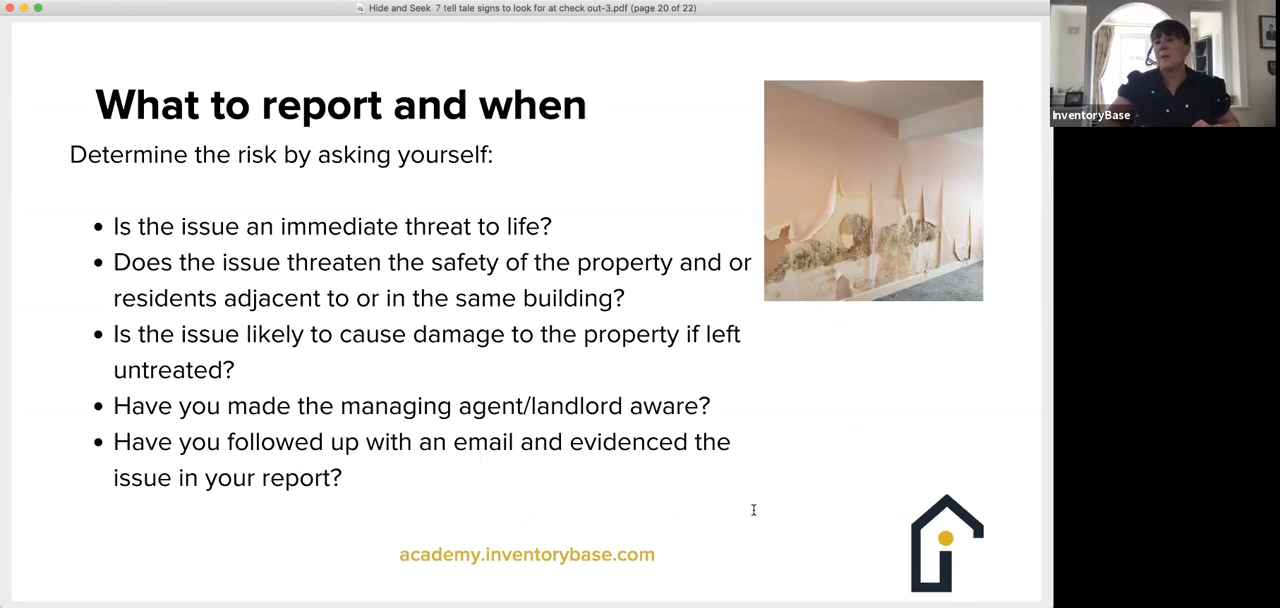 Hide and Seek 7 tell tale signs to look for at check out-3.pdf (page 20 of 22)
What to report and when
Determine the risk by asking yourself:
• Is the issue an immediate threat to life?
• Does the issue threaten the safety of the property and or
residents adjacent to or in the same building?
• Is the issue likely to cause damage to the property if left
untreated?
• Have you made the managing agent/landlord aware?
• Have you followed up with an email and evidenced the
issue in your report?
academy.inventorybase.com
InventoryBase